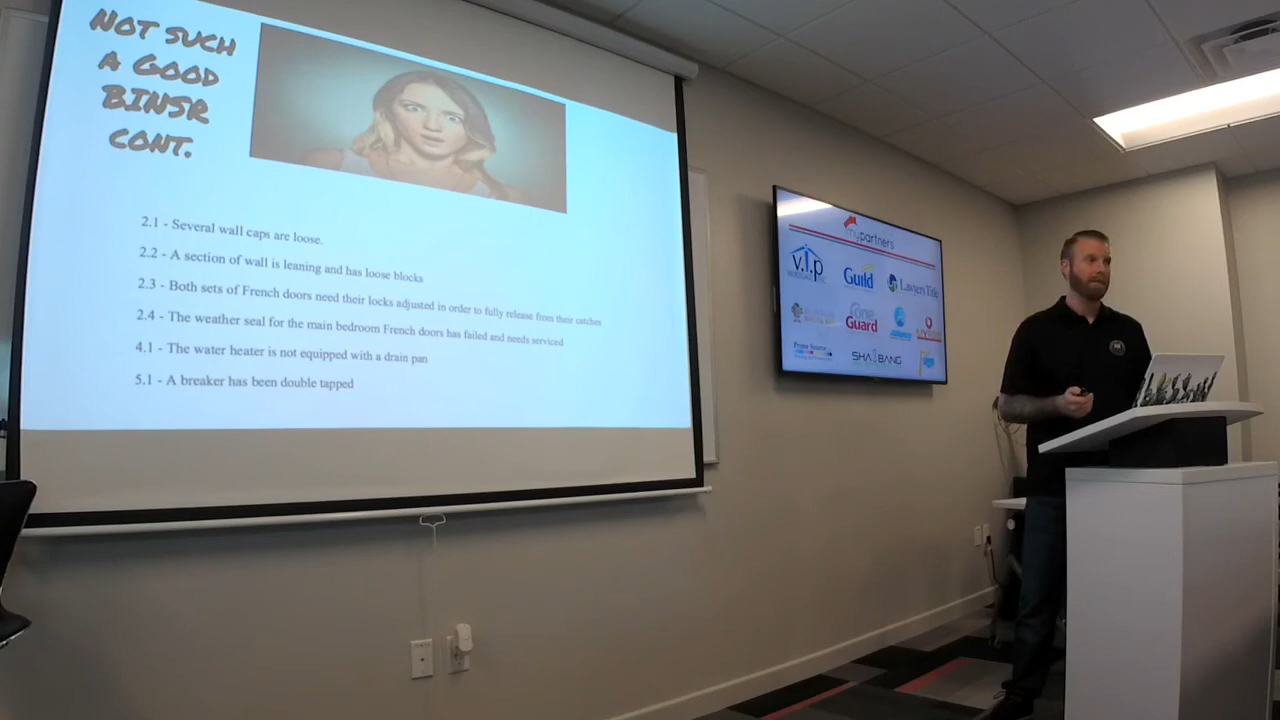 NOT SUCH
A GOOD
BINSR
CONT.
2.1 - Several wall caps are loose.
2.2 - A section of wall is leaning and has loose blocks
2.3 - Both sets of French doors need their locks adjusted in order to fully release from their catches
2.4 - The weather seal for the main bedroom French doors has failed and needs serviced
4.1 - The water heater is not equipped with a drain pan
5.1 - A breaker has been double tapped
mypartners
v.i.p
Guild
Lawyers Title
one
Guard
Prime Source
SHABANG